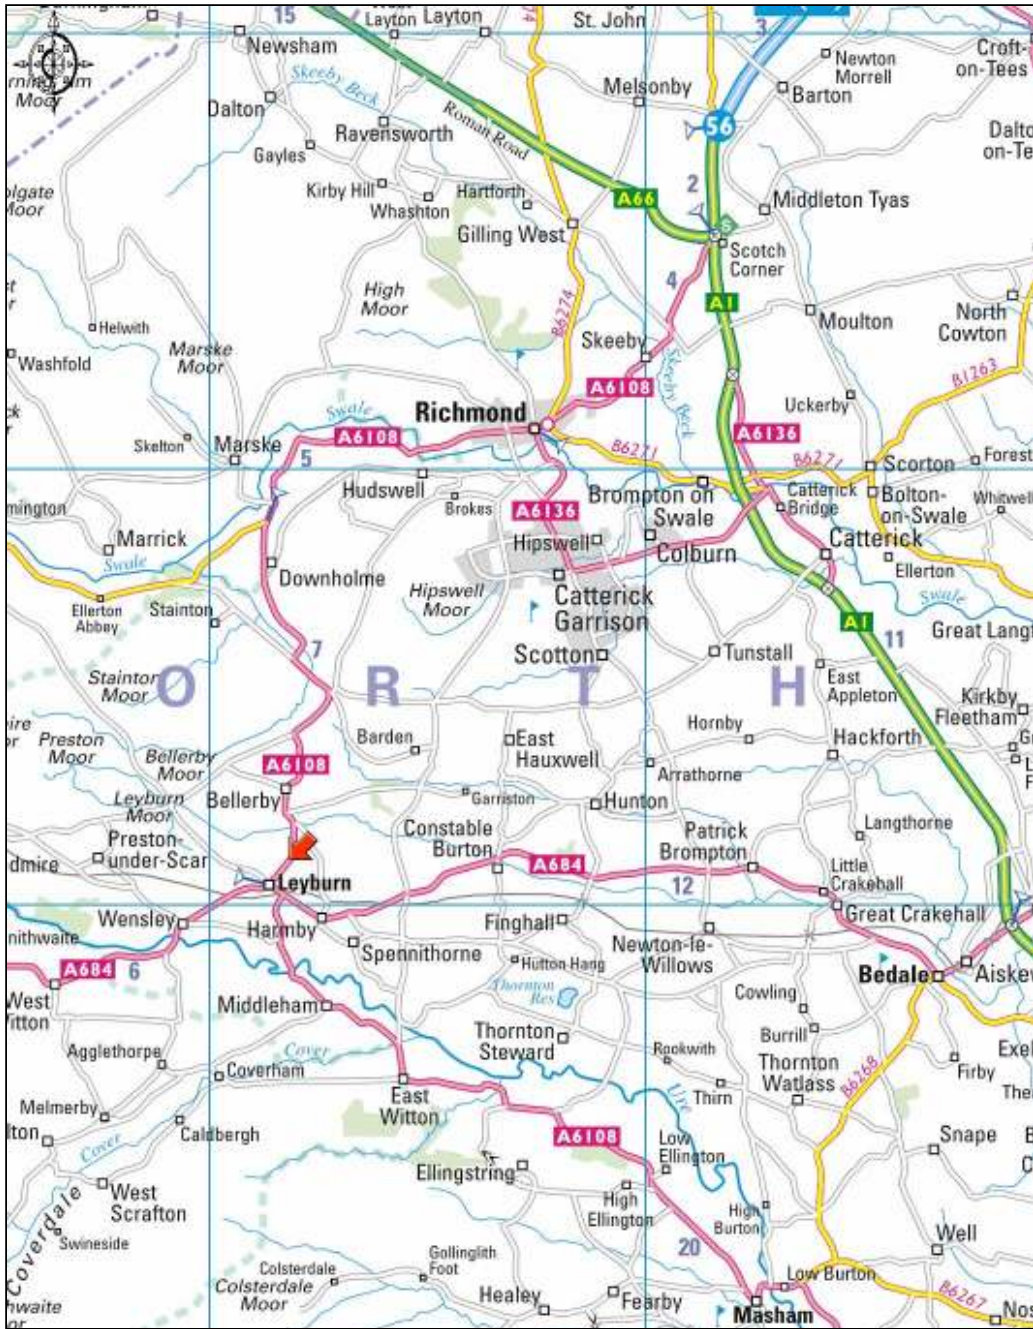 15
Layton
Layton
St. John
3
Newsham
Newton
Morrell
Croft-
on-Tees
Skeeby Beck
Melsonby
Barton
Moor
Dalton
Ravensworth
Roman Road
56
Gayles
2
Kirby Hill
Hartforth
A66
Middleton Tyas
Moor
Whashton
Gilling West
S
Scotch
Corner
High
Moor
4
B6274
A1
North
Cowton
Helwith
Skeeby
Moulton
Washfold
Marske
Moor
Skeeby Beck
A6108
B1263
Swale
Richmond
Uckerby
A6108
A6136
Skelton
Marske
5
B6271
B6271
Scorton
Forest
Hudswell
Brompton on
Swale
Catterick
Bridge
Bolton-
on-Swale
Whitwell
Brokes
A6136
Marrick
Hipswell
Colburn
Catterick
Swale
Downholme
Hipswell
Moor
Catterick
Garrison
Ellerton
Ellerton
Abbey
Stainton
Swale
A1
11
7
Scotton
Tunstall
Stainton
Moor
O R T H
East
Appleton
Kirkby
Fleetham
Preston
Moor
Bellerby
Moor
Barden
East
Hauxwell
Hornby
Hackforth
A6108
Arrathorne
Leyburn
Moor
Bellerby
Garriston
Hunton
Preston-
under-Scar
Constable
Burton
Patrick
Brompton
Langthorne
A684
Leyburn
12
Little
Crakehall
Wensley
Harmby
Finghall
Great Crakehall
Spennithorne
Newton-le-
Willows
A684
6
Hutton Hang
Bedale
Aiskew
West
Middleham
Thornton
Res
Cowling
Thornton
Steward
Burrill
Agglethorpe
Cover
Rookwith
Thornton
Watlass
Coverham
Firby
B6268
Melmerby
East
Witton
Ure
Thirn
Caldbergh
A6108
Low
Ellington
Snape
Cover
Ellingstring
West
Scrafton
High
Ellington
High
Burton
Coverdale
Swineside
20
Well
Colsterdale
Gollinglith
Foot
Low Burton
Colsterdale
Moor
Healey
Fearby
Masham
B6267